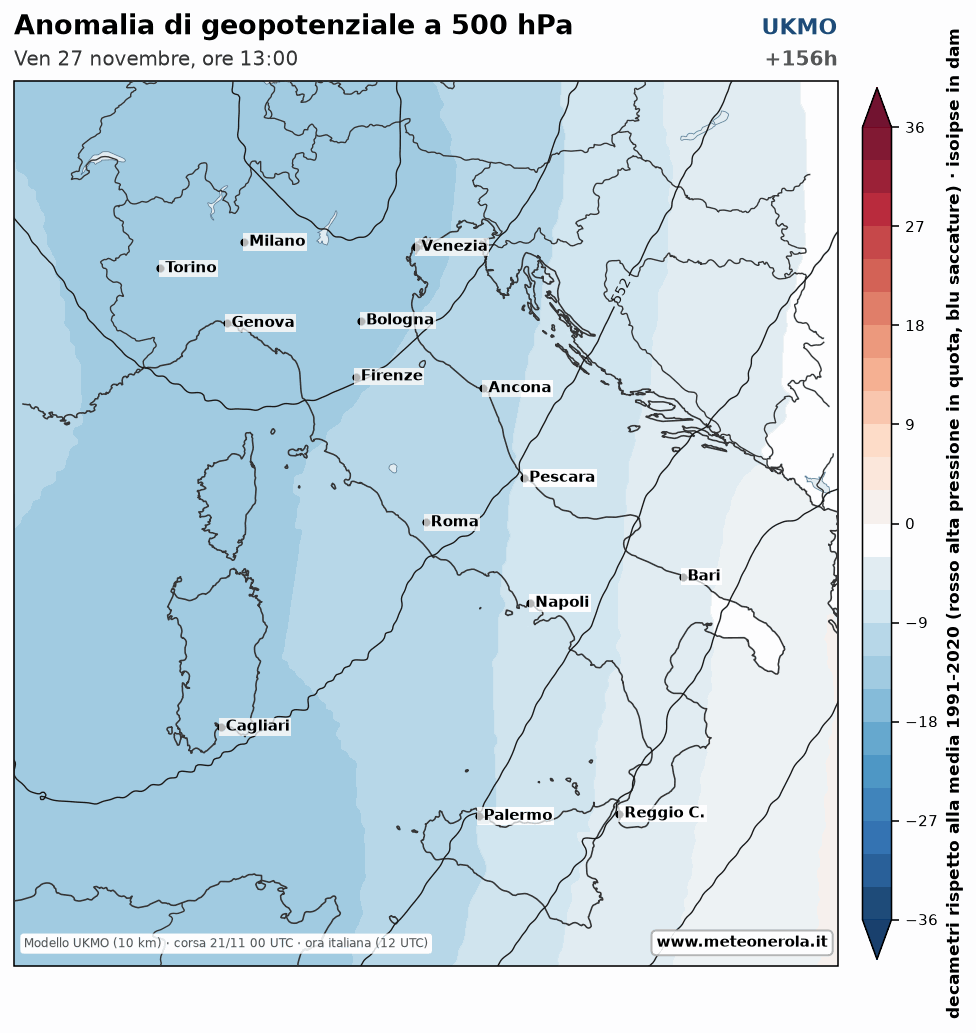 Anomalia di geopotenziale a 500 hPa
UKMO
Ven 27 novembre, ore 13:00
+156h
Milano
Venezia
Torino
552
Genova
Bologna
Firenze
Ancona
Pescara
Roma
Bari
Napoli
Cagliari
Palermo
Reggio C.
Modello UKMO (10 km) · corsa 21/11 00 UTC · ora italiana (12 UTC)
www.meteonerola.it
36
27
18
9
0
−9
−18
−27
−36
decametri rispetto alla media 1991-2020 (rosso alta pressione in quota, blu saccature) · isoipse in dam